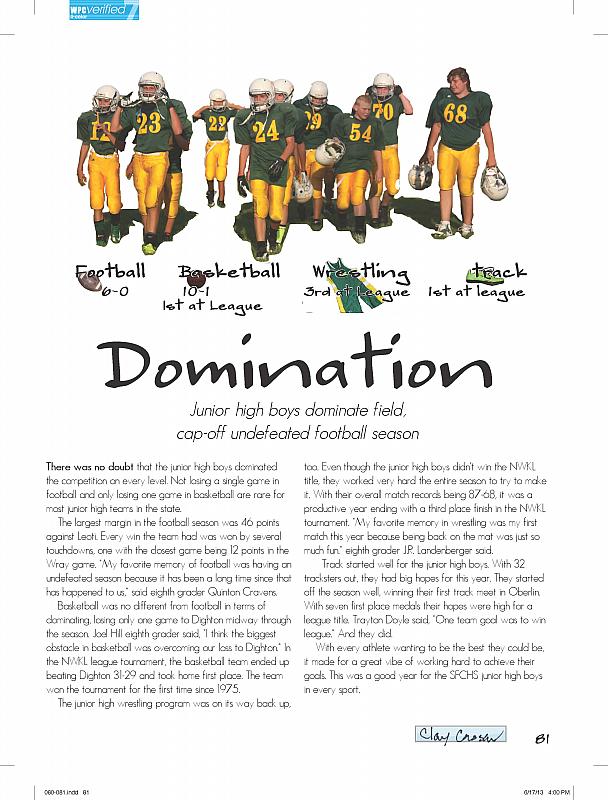 WPCverified 7
4-color
12
23
22
24
39
54
70
68
Football
6-0
Basketball
10-1
1st at League
Wrestling
3rd at League
Track
1st at league
Domination
Junior high boys dominate field,
cap-off undefeated football season
There was no doubt that the junior high boys dominated
the competition on every level. Not losing a single game in
football and only losing one game in basketball are rare for
most junior high teams in the state.
The largest margin in the football season was 46 points
against Leoti. Every win the team had was won by several
touchdowns, one with the closest game being 12 points in the
Wray game. "My favorite memory of football was having an
undefeated season because it has been a long time since that
has happened to us," said eighth grader Quinton Cravens.
Basketball was no different from football in terms of
dominating, losing only one game to Dighton midway through
the season. Joel Hill eighth grader said, "I think the biggest
obstacle in basketball was overcoming our loss to Dighton." In
the NWKL league tournament, the basketball team ended up
beating Dighton 31-29 and took home first place. The team
won the tournament for the first time since 1975.
The junior high wrestling program was on its way back up,
too. Even though the junior high boys didn't win the NWKL
title, they worked very hard the entire season to try to make
it. With their overall match records being 87-68, it was a
productive year ending with a third place finish in the NWKL
tournament. "My favorite memory in wrestling was my first
match this year because being back on the mat was just so
much fun," eighth grader J.R. Landenberger said.
Track started well for the junior high boys. With 32
tracksters out, they had big hopes for this year. They started
off the season well, winning their first track meet in Oberlin.
With seven first place medals their hopes were high for a
league title. Trayton Doyle said, "One team goal was to win
league." And they did.
With every athlete wanting to be the best they could be,
it made for a great vibe of working hard to achieve their
goals. This was a good year for the SFCHS junior high boys
in every sport.
Clay
81
060-081.indd 81
6/17/13 4:00 PM